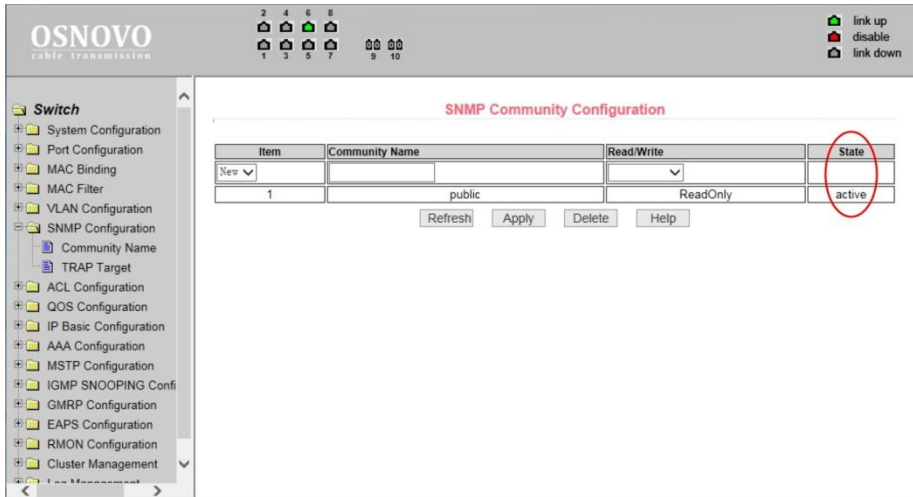 OSNOVO
cable transmission
2 4 6 8
1 3 5 7 9 10
link up
disable
link down
Switch
System Configuration
Port Configuration
MAC Binding
MAC Filter
VLAN Configuration
SNMP Configuration
Community Name
TRAP Target
ACL Configuration
QOS Configuration
IP Basic Configuration
AAA Configuration
MSTP Configuration
IGMP SNOOPING Confi
GMRP Configuration
EAPS Configuration
RMON Configuration
Cluster Management
Log Management
SNMP Community Configuration
Item Community Name Read/Write State
New
1 public ReadOnly active
Refresh Apply Delete Help